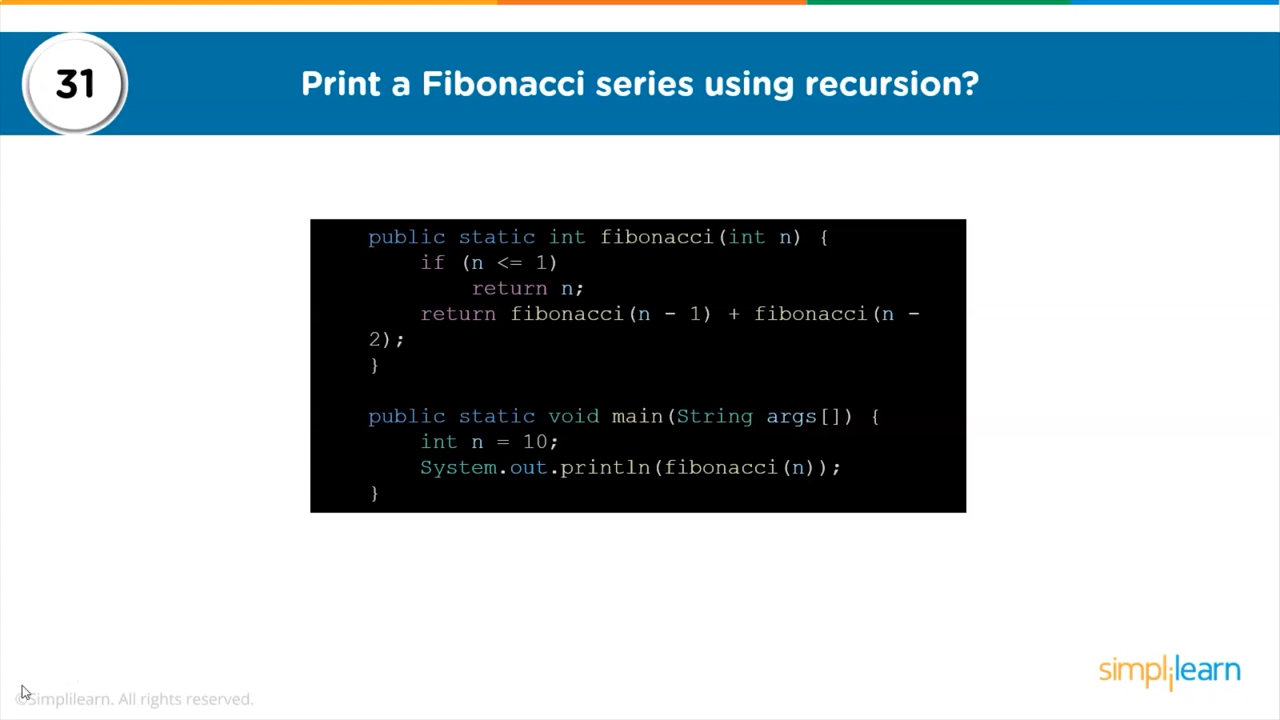 31
Print a Fibonacci series using recursion?
public static int fibonacci(int n) {
if (n <= 1)
return n;
return fibonacci(n - 1) + fibonacci(n -
2);
}
public static void main(String args[]) {
int n = 10;
System.out.println(fibonacci(n));
}
simplilearn
©Simplilearn. All rights reserved.